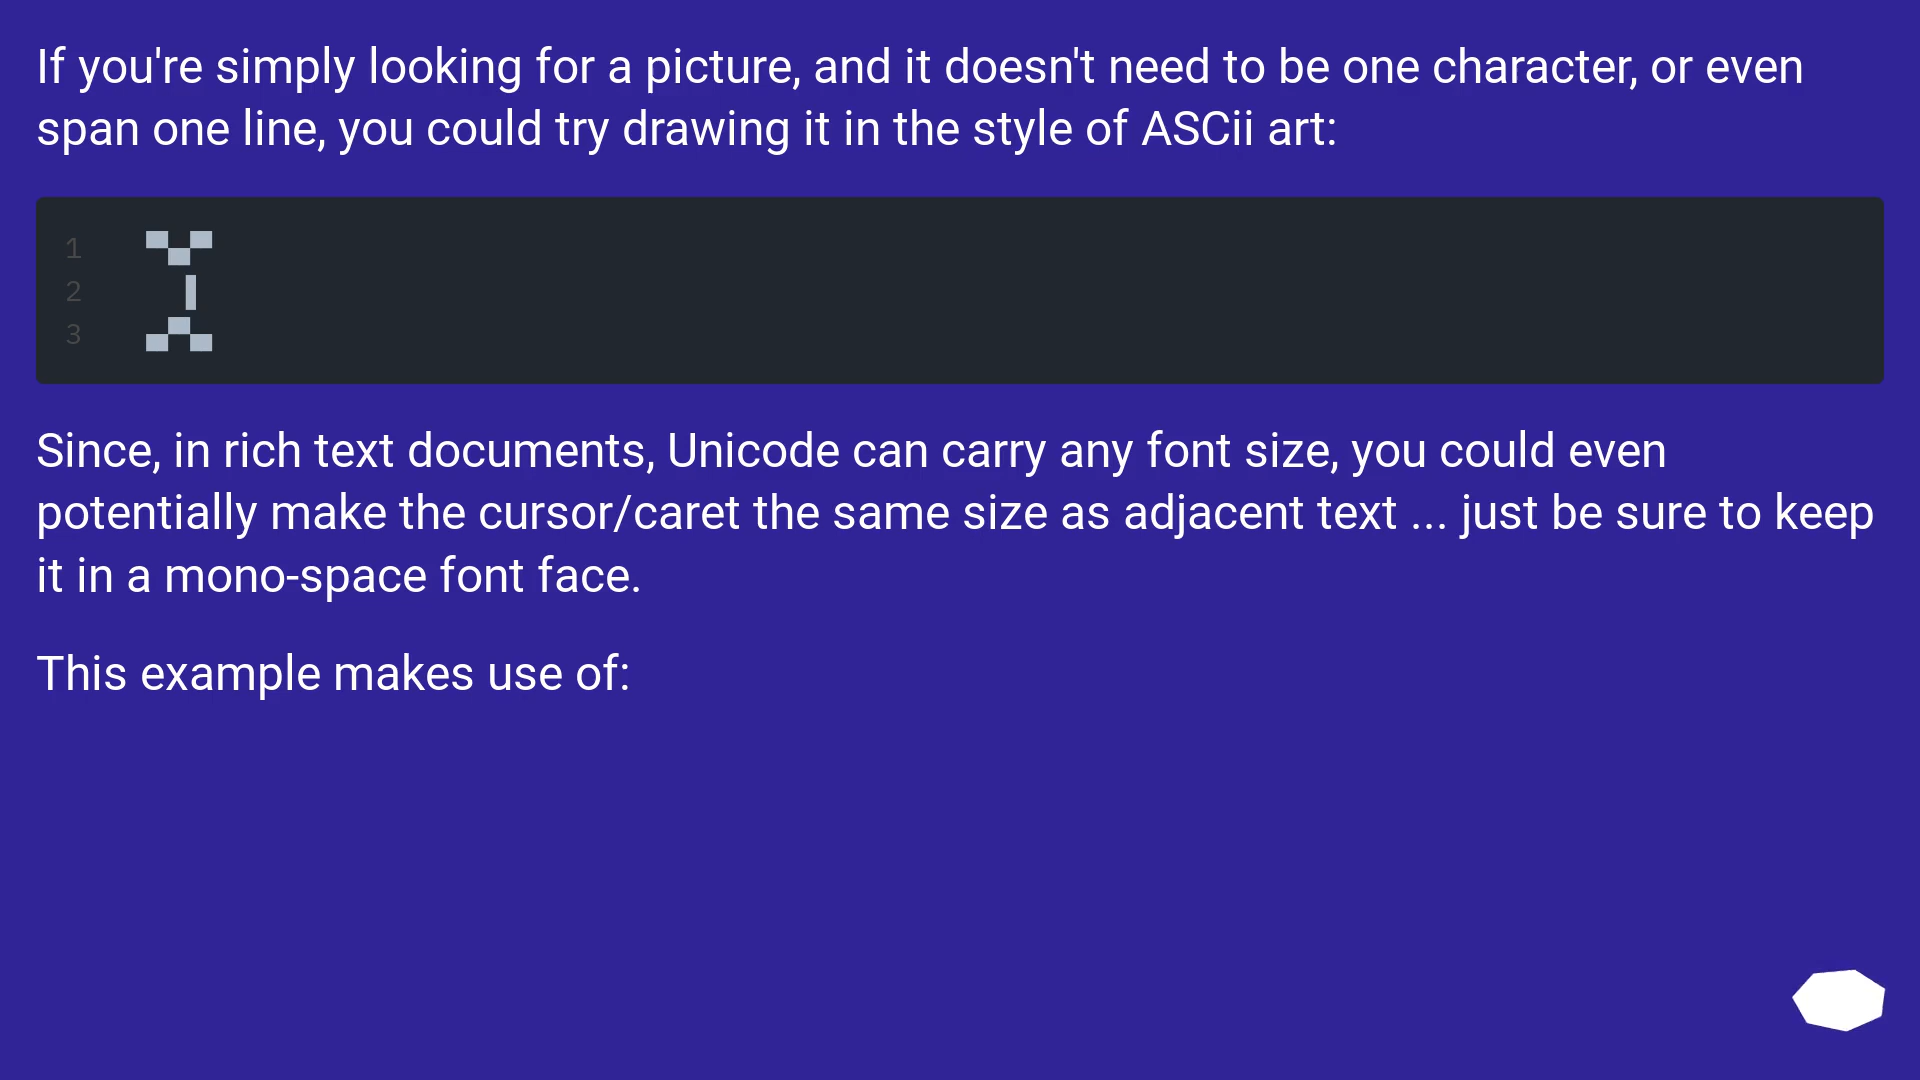 If you're simply looking for a picture, and it doesn't need to be one character, or even
span one line, you could try drawing it in the style of ASCii art:
1 ▀▄▀
2  ▐
3 ▄▀▄
Since, in rich text documents, Unicode can carry any font size, you could even
potentially make the cursor/caret the same size as adjacent text ... just be sure to keep
it in a mono-space font face.
This example makes use of: